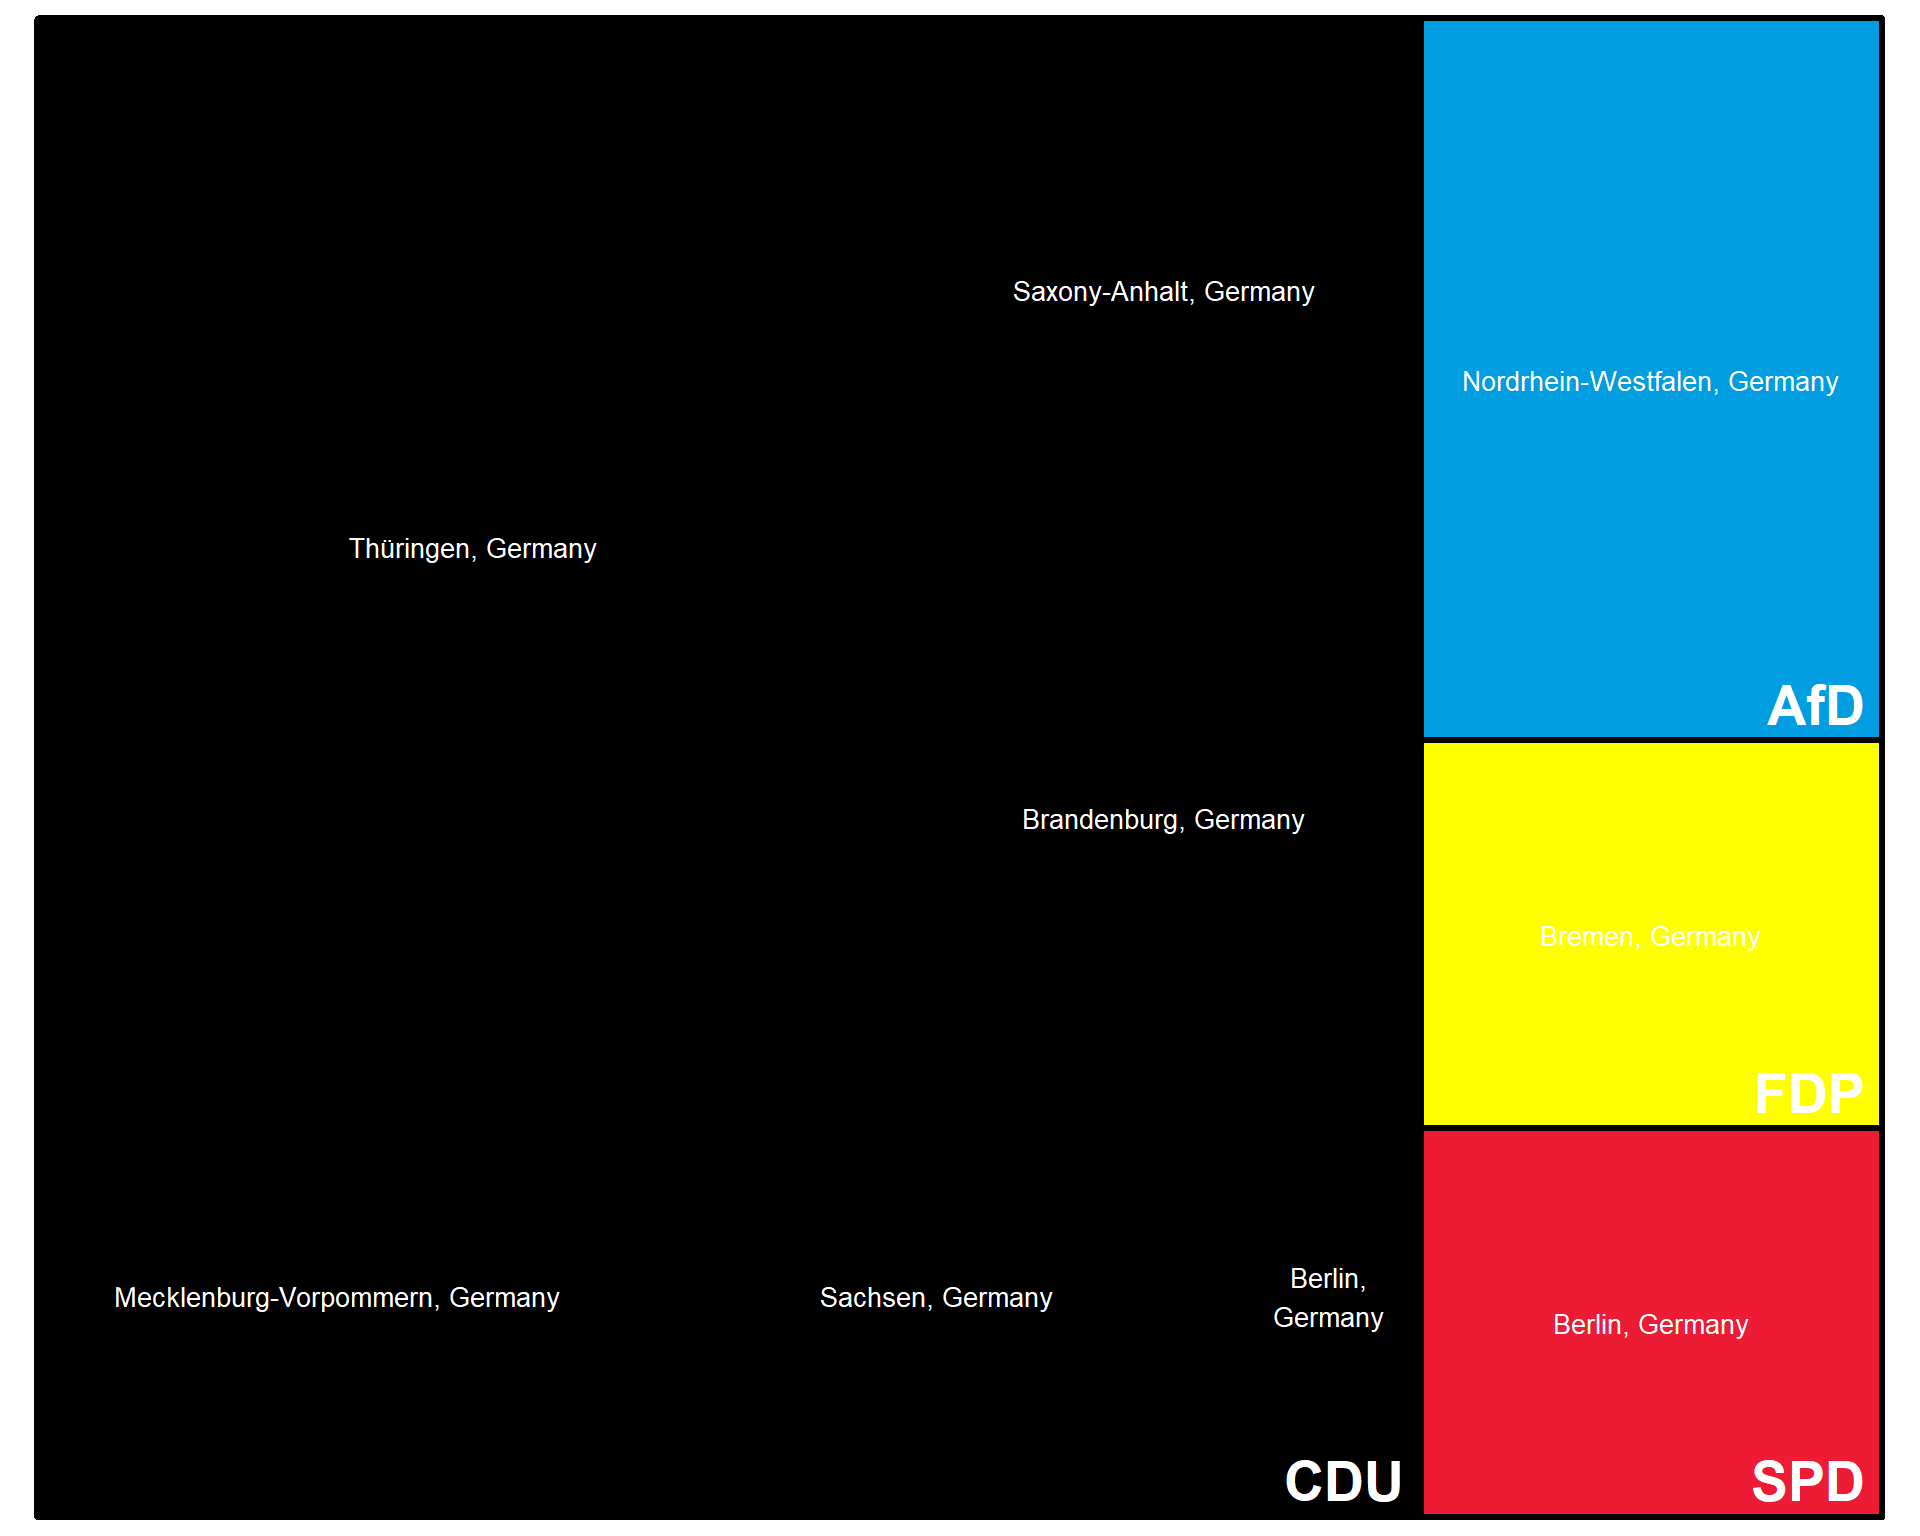 Saxony-Anhalt, Germany
Nordrhein-Westfalen, Germany
Thüringen, Germany
AfD
Brandenburg, Germany
Bremen, Germany
FDP
Mecklenburg-Vorpommern, Germany
Sachsen, Germany
Berlin,
Germany
Berlin, Germany
CDU
SPD